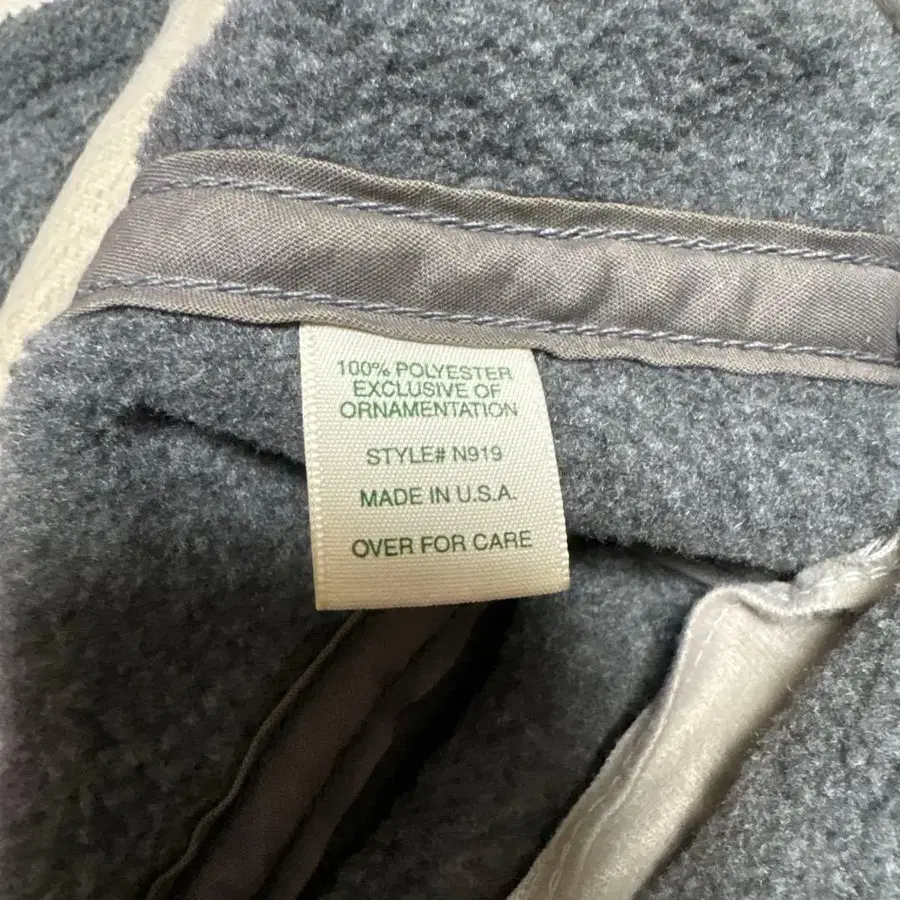 100% POLYESTER
EXCLUSIVE OF
ORNAMENTATION
STYLE# N919
MADE IN U.S.A.
OVER FOR CARE